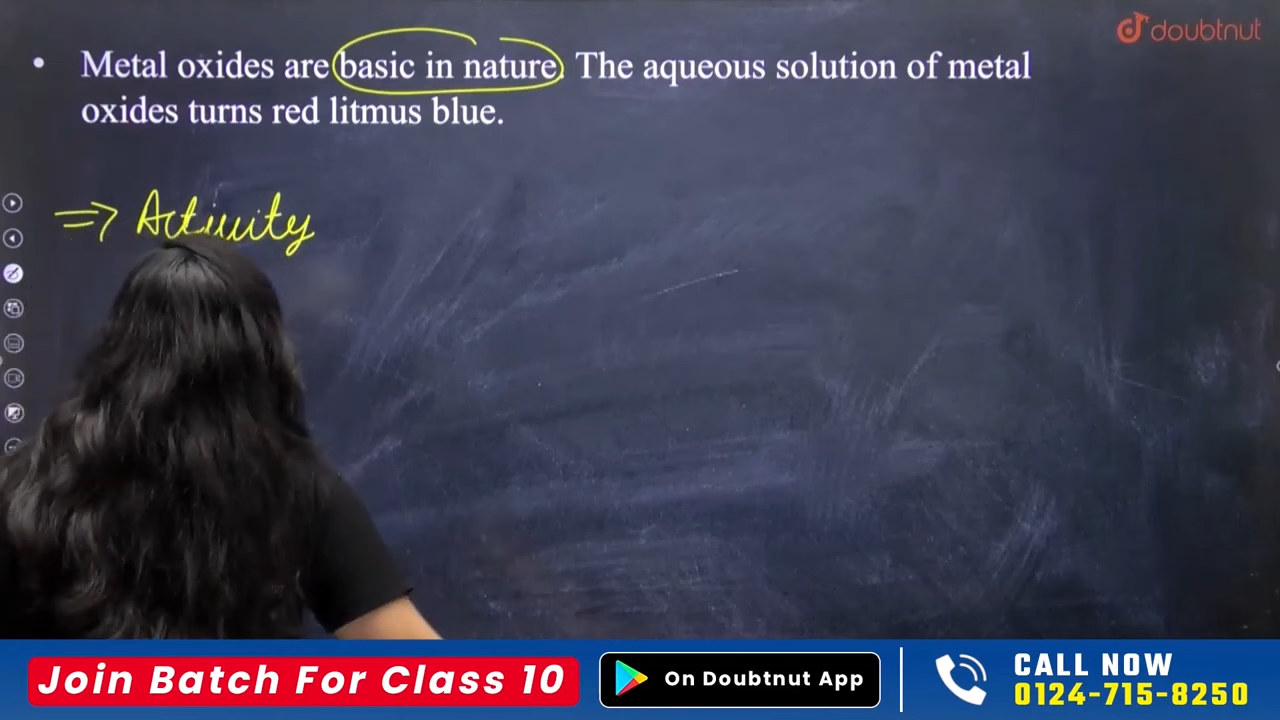 doubtnut
• Metal oxides are basic in nature. The aqueous solution of metal
oxides turns red litmus blue.
⇒ Activity
Join Batch For Class 10
On Doubtnut App
CALL NOW
0124-715-8250